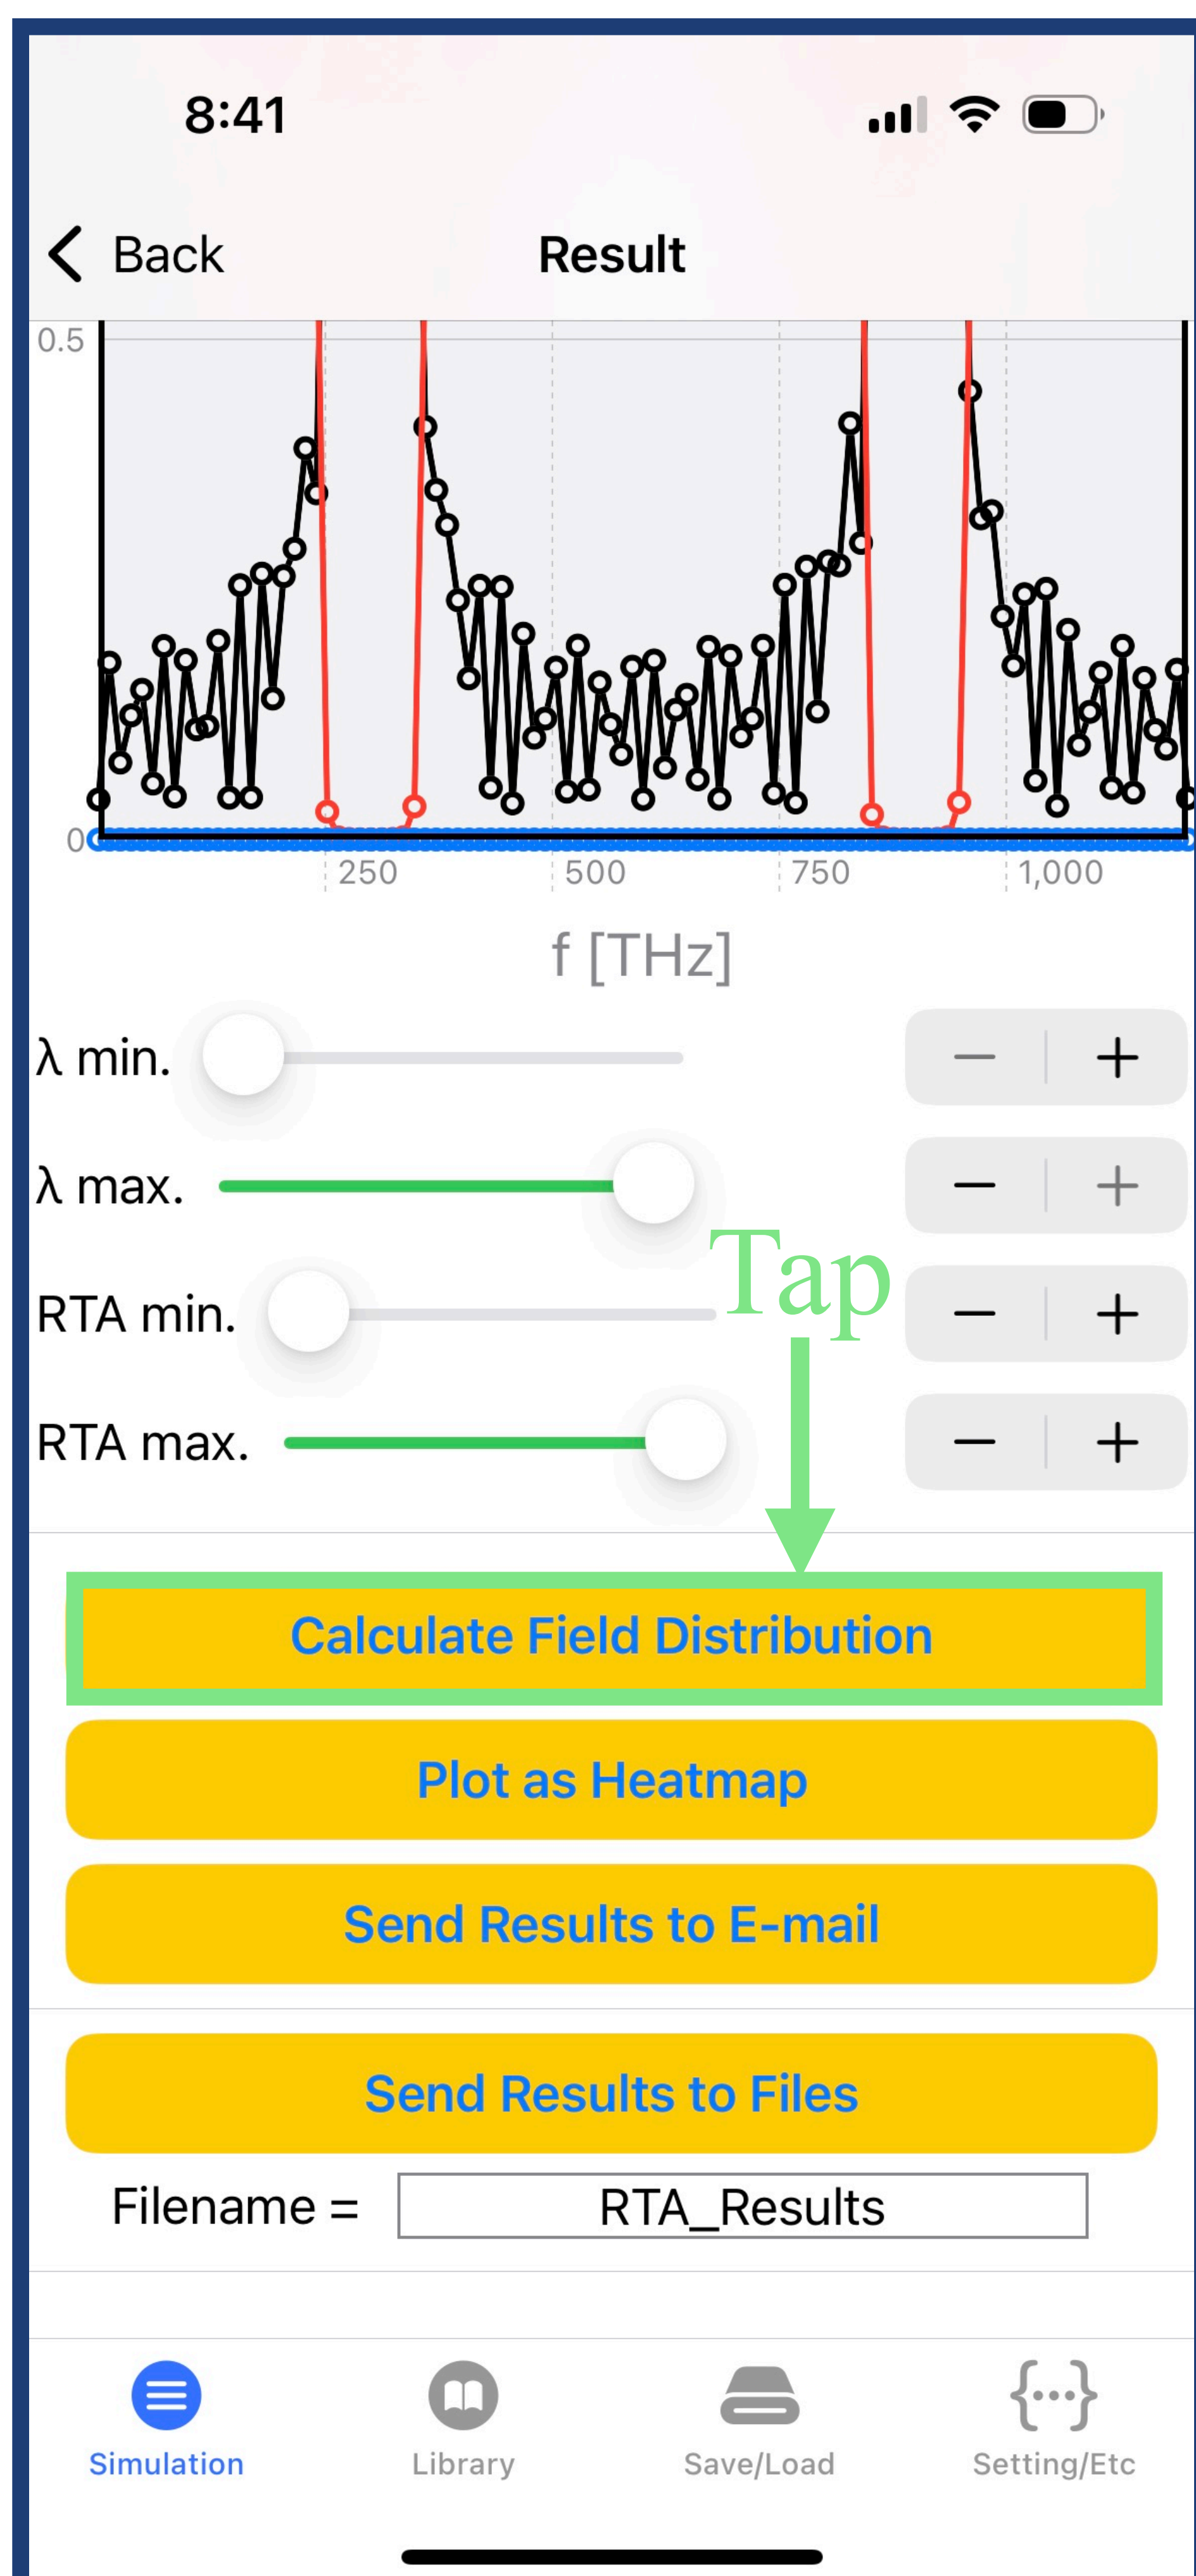 8:41
Back
Result
0.5
0
250 500 750 1,000
f [THz]
λ min. − +
λ max. − +
Tap
RTA min. − +
RTA max. − +
Calculate Field Distribution
Plot as Heatmap
Send Results to E-mail
Send Results to Files
Filename = RTA_Results
{...}
Simulation Library Save/Load Setting/Etc